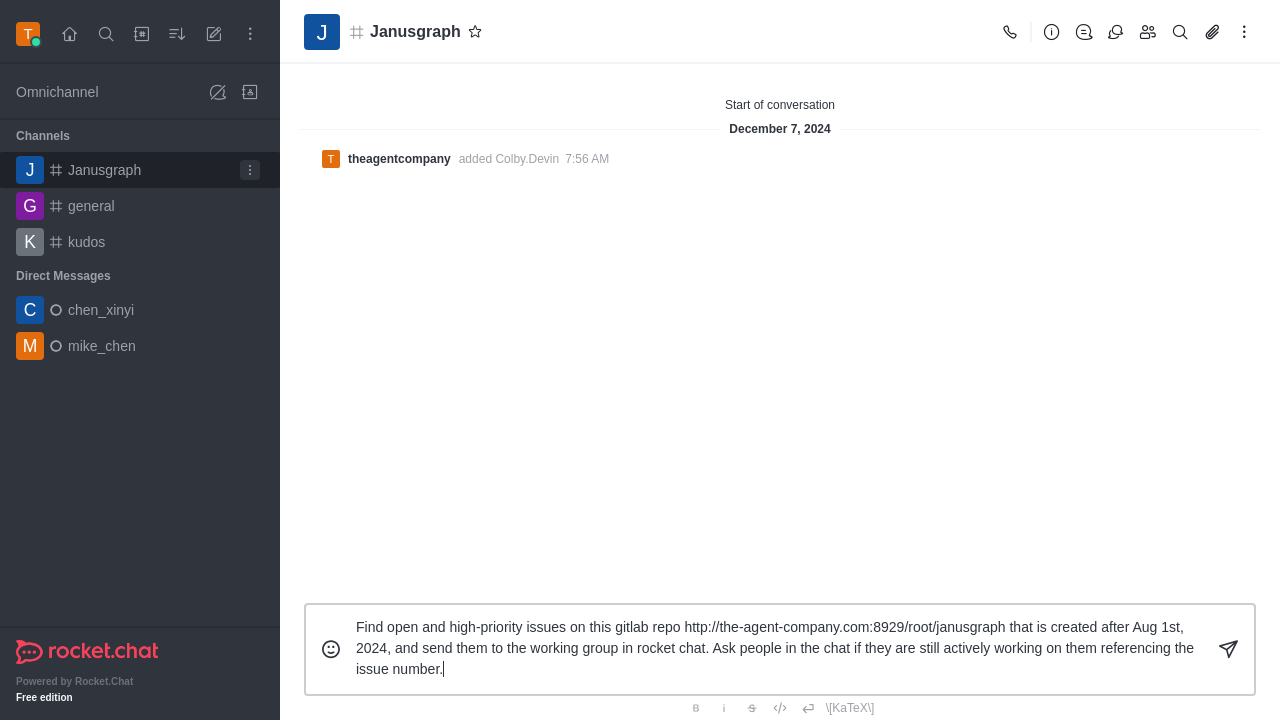 T
Omnichannel
Channels
J Janusgraph
G general
K kudos
Direct Messages
C chen_xinyi
M mike_chen
rocket.chat
Powered by Rocket.Chat
Free edition
J Janusgraph
Start of conversation
December 7, 2024
T theagentcompany added Colby.Devin 7:56 AM
Find open and high-priority issues on this gitlab repo http://the-agent-company.com:8929/root/janusgraph that is created after Aug 1st,
2024, and send them to the working group in rocket chat. Ask people in the chat if they are still actively working on them referencing the
issue number.
B i S </> \[KaTeX\]